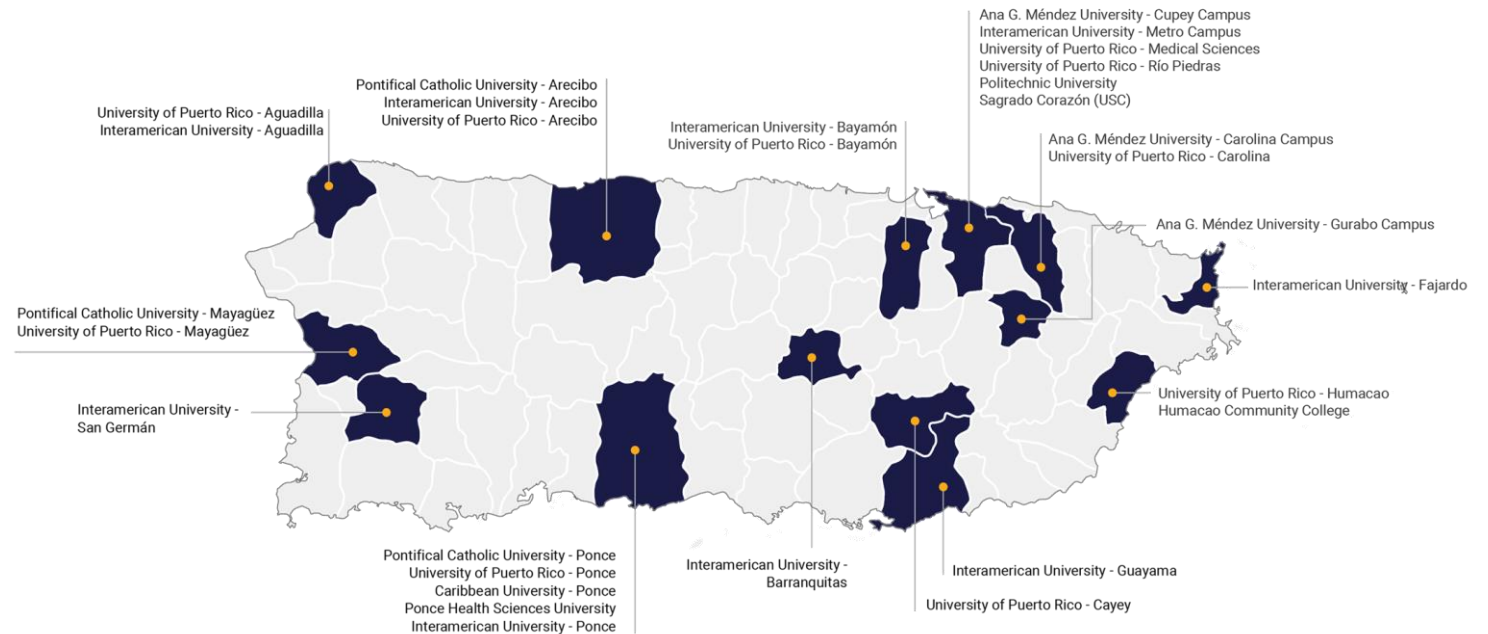 Ana G. Méndez University - Cupey Campus
Interamerican University - Metro Campus
University of Puerto Rico - Medical Sciences
University of Puerto Rico - Río Piedras
Politechnic University
Sagrado Corazón (USC)
Pontifical Catholic University - Arecibo
Interamerican University - Arecibo
University of Puerto Rico - Arecibo
University of Puerto Rico - Aguadilla
Interamerican University - Aguadilla
Interamerican University - Bayamón
University of Puerto Rico - Bayamón
Ana G. Méndez University - Carolina Campus
University of Puerto Rico - Carolina
Ana G. Méndez University - Gurabo Campus
Interamerican University - Fajardo
Pontifical Catholic University - Mayagüez
University of Puerto Rico - Mayagüez
Interamerican University -
San Germán
University of Puerto Rico - Humacao
Humacao Community College
Pontifical Catholic University - Ponce
University of Puerto Rico - Ponce
Caribbean University - Ponce
Ponce Health Sciences University
Interamerican University - Ponce
Interamerican University -
Barranquitas
Interamerican University - Guayama
University of Puerto Rico - Cayey